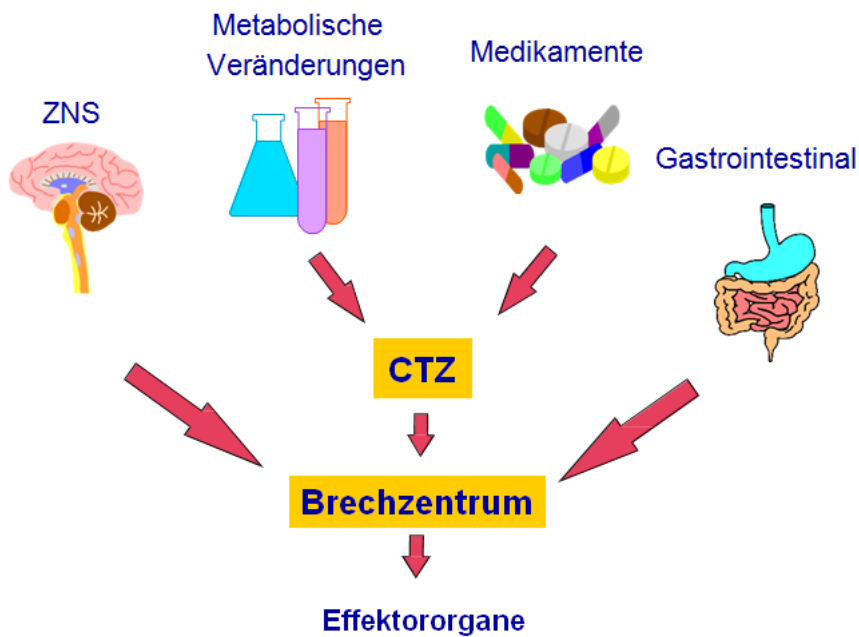 Metabolische
Veränderungen
Medikamente
ZNS
Gastrointestinal
CTZ
Brechzentrum
Effektororgane